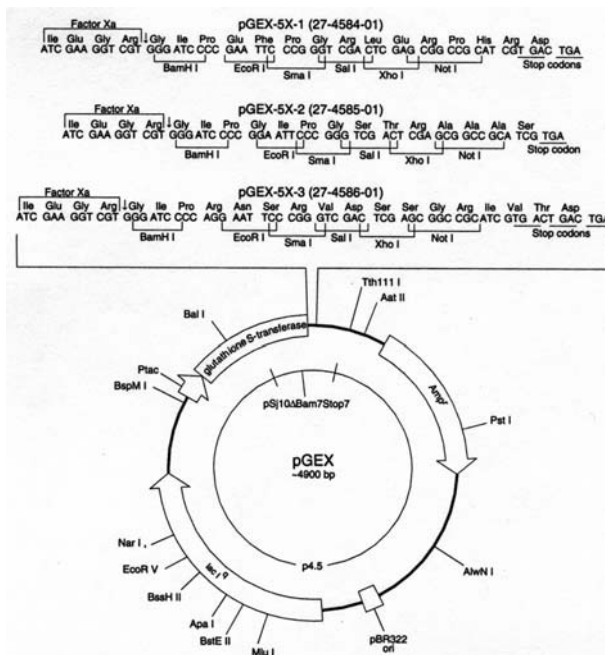 pGEX-5X-1 (27-4584-01)
Factor Xa
Ile Glu Gly Arg ↓Gly Ile Pro Glu Phe Pro Gly Arg Leu Glu Arg Pro His Arg Asp
ATC GAA GGT CGT GGG ATC CCC GAA TTC CCG GGT CGA CTC GAG CGG CCG CAT CGT GAC TGA
BamH I EcoR I Sma I Sal I Xho I Not I Stop codons
pGEX-5X-2 (27-4585-01)
Factor Xa
Ile Glu Gly Arg ↓Gly Ile Pro Gly Ile Pro Gly Ser Thr Arg Ala Ala Ala Ser
ATC GAA GGT CGT GGG ATC CCC GGA ATT CCC GGG TCG ACT CGA GCG GCC GCA TCG TGA
BamH I EcoR I Sma I Sal I Xho I Not I Stop codon
pGEX-5X-3 (27-4586-01)
Factor Xa
Ile Glu Gly Arg ↓Gly Ile Pro Arg Asn Ser Arg Val Asp Ser Ser Gly Arg Ile Val Thr Asp
ATC GAA GGT CGT GGG ATC CCC AGG AAT TCC CGG GTC GAC TCG AGC GGC CGC ATC GTG ACT GAC TGA
BamH I EcoR I Sma I Sal I Xho I Not I Stop codons
Tth111 I
Aat II
Bal I
glutathione S-transferase
Ptac
BspM I
Ampr
pSj10ΔBam7Stop7
Pst I
pGEX
~4900 bp
Nar I
EcoR V
BssH II
Apa I
BstE II
Mlu I
lac Iq
p4.5
AlwN I
pBR322
ori